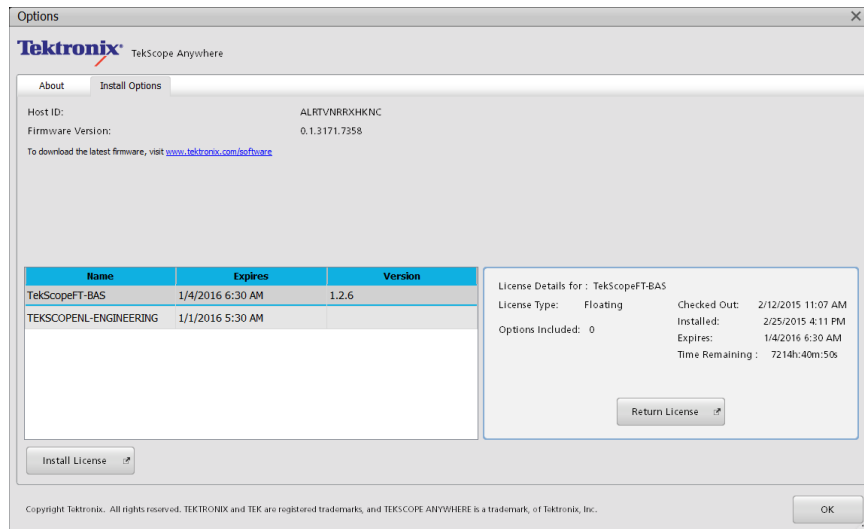 Options
Tektronix TekScope Anywhere
About Install Options
Host ID: ALRTVNRRXHKNC
Firmware Version: 0.1.3171.7358
To download the latest firmware, visit www.tektronix.com/software
Name Expires Version
TekScopeFT-BAS 1/4/2016 6:30 AM 1.2.6
TEKSCOPENL-ENGINEERING 1/1/2016 5:30 AM
License Details for : TekScopeFT-BAS
License Type: Floating Checked Out: 2/12/2015 11:07 AM
Installed: 2/25/2015 4:11 PM
Options Included: 0
Expires: 1/4/2016 6:30 AM
Time Remaining : 7214h:40m:50s
Return License
Install License
Copyright Tektronix. All rights reserved. TEKTRONIX and TEK are registered trademarks, and TEKSCOPE ANYWHERE is a trademark, of Tektronix, Inc.
OK